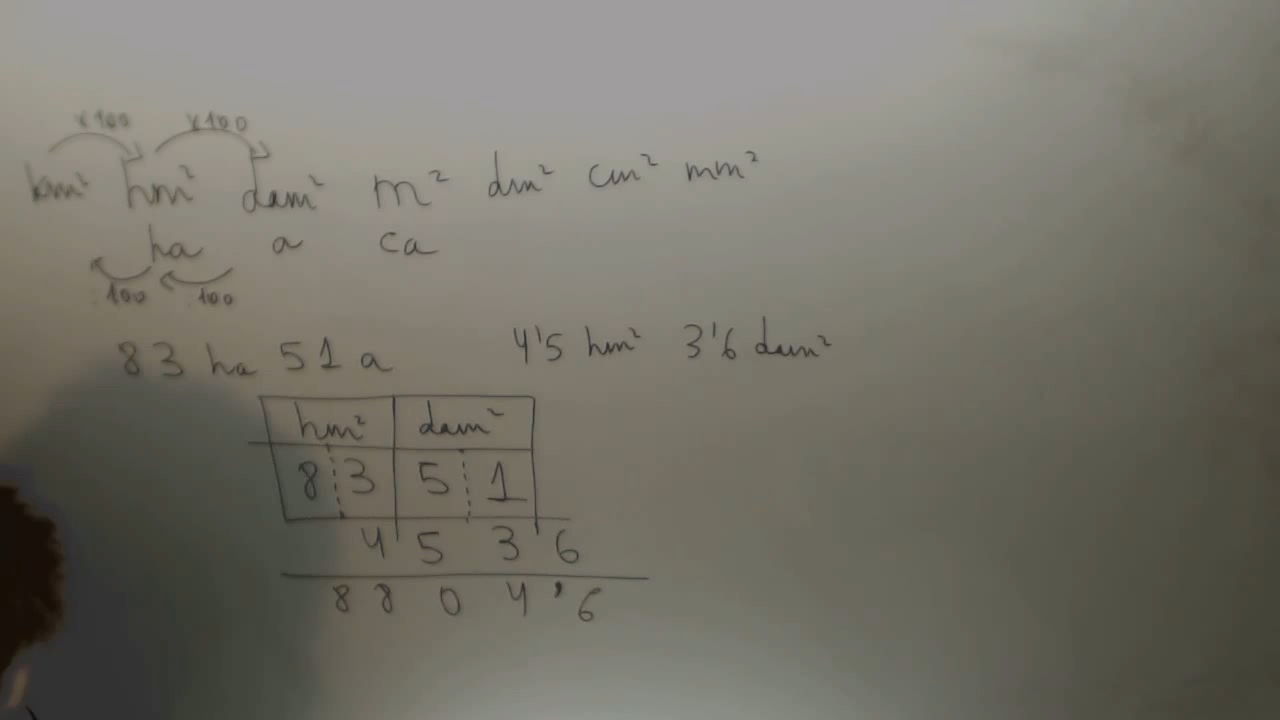 x100 x100
km² hm² dam² m² dm² cm² mm²
ha a ca
:100 :100
83 ha 51 a 4'5 hm² 3'6 dam²
hm² dam²
8 3 5 1
4 ' 5 3 ' 6
8 8 0 4 ' 6